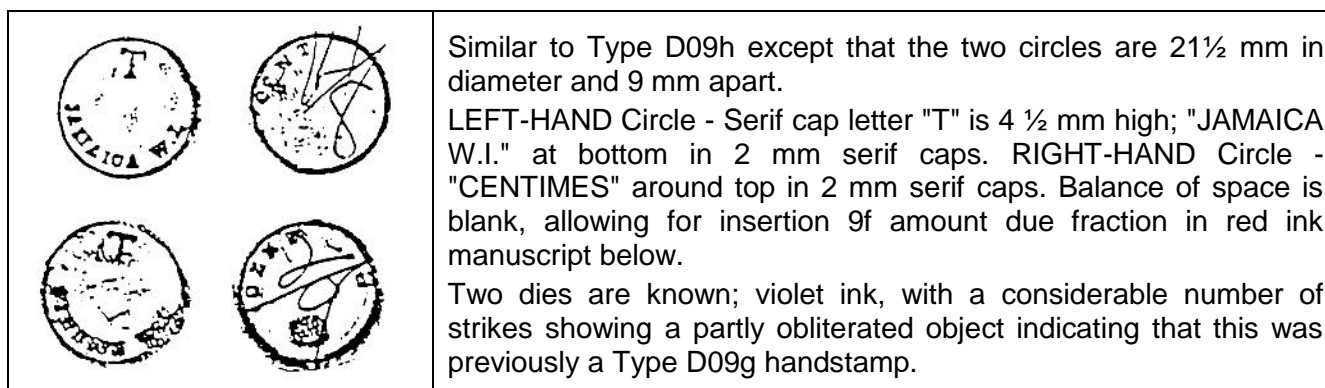 T
CENT
T
Similar to Type D09h except that the two circles are 21½ mm in
diameter and 9 mm apart.
LEFT-HAND Circle - Serif cap letter "T" is 4 ½ mm high; "JAMAICA
W.I." at bottom in 2 mm serif caps. RIGHT-HAND Circle -
"CENTIMES" around top in 2 mm serif caps. Balance of space is
blank, allowing for insertion 9f amount due fraction in red ink
manuscript below.
Two dies are known; violet ink, with a considerable number of
strikes showing a partly obliterated object indicating that this was
previously a Type D09g handstamp.